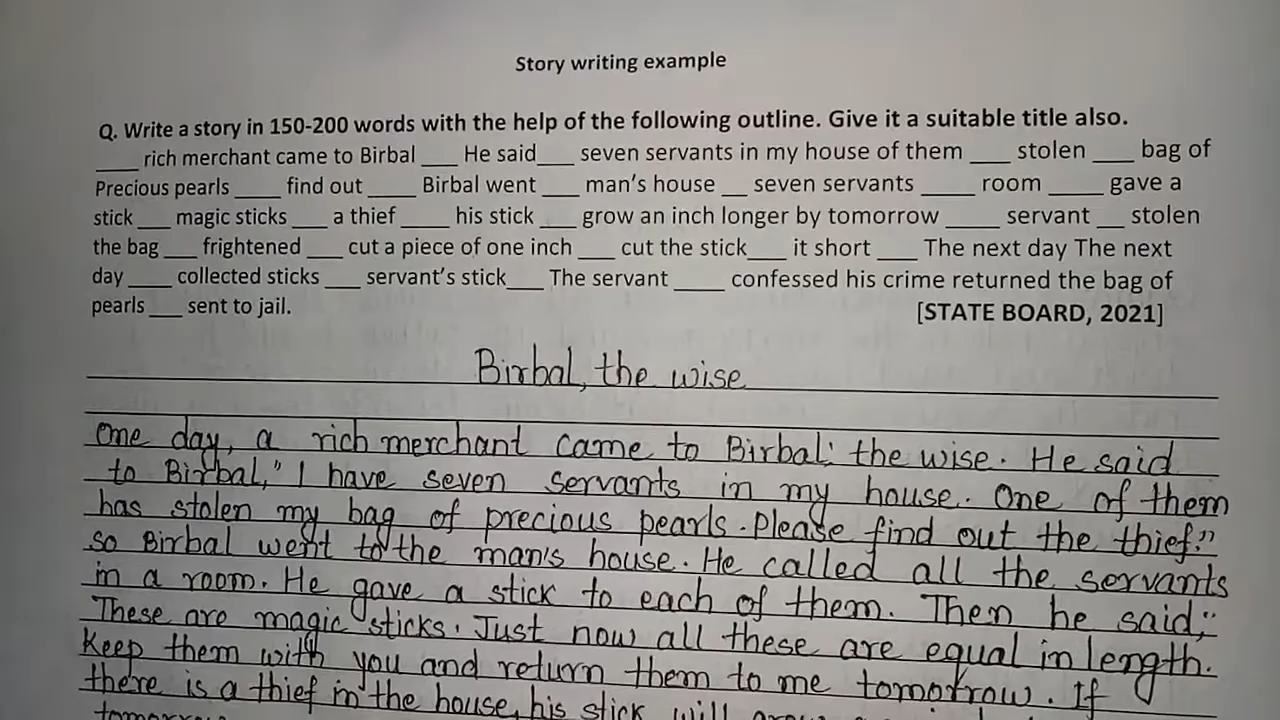 Story writing example
Q. Write a story in 150-200 words with the help of the following outline. Give it a suitable title also.
____ rich merchant came to Birbal ___ He said___ seven servants in my house of them ___ stolen ___ bag of
Precious pearls ____ find out ____ Birbal went ___ man’s house __ seven servants ____ room ____ gave a
stick___ magic sticks ___ a thief ____ his stick ___ grow an inch longer by tomorrow ____ servant __ stolen
the bag ___ frightened ___ cut a piece of one inch ___ cut the stick___ it short ___ The next day The next
day ____ collected sticks ___ servant’s stick___ The servant ____ confessed his crime returned the bag of
pearls ___ sent to jail.
[STATE BOARD, 2021]
Birbal, the wise
One day, a rich merchant came to Birbal' the wise. He said
to Birbal," I have seven servants in my house. One of them
has stolen my bag of precious pearls. Please find out the thief."
so Birbal went to the man's house. He called all the servants
in a room. He gave a stick to each of them. Then he said,"
These are magic sticks. Just now all these are equal in length.
Keep them with you and return them to me tomorrow. If
there is a thief in the house, his stick will
tomorrow